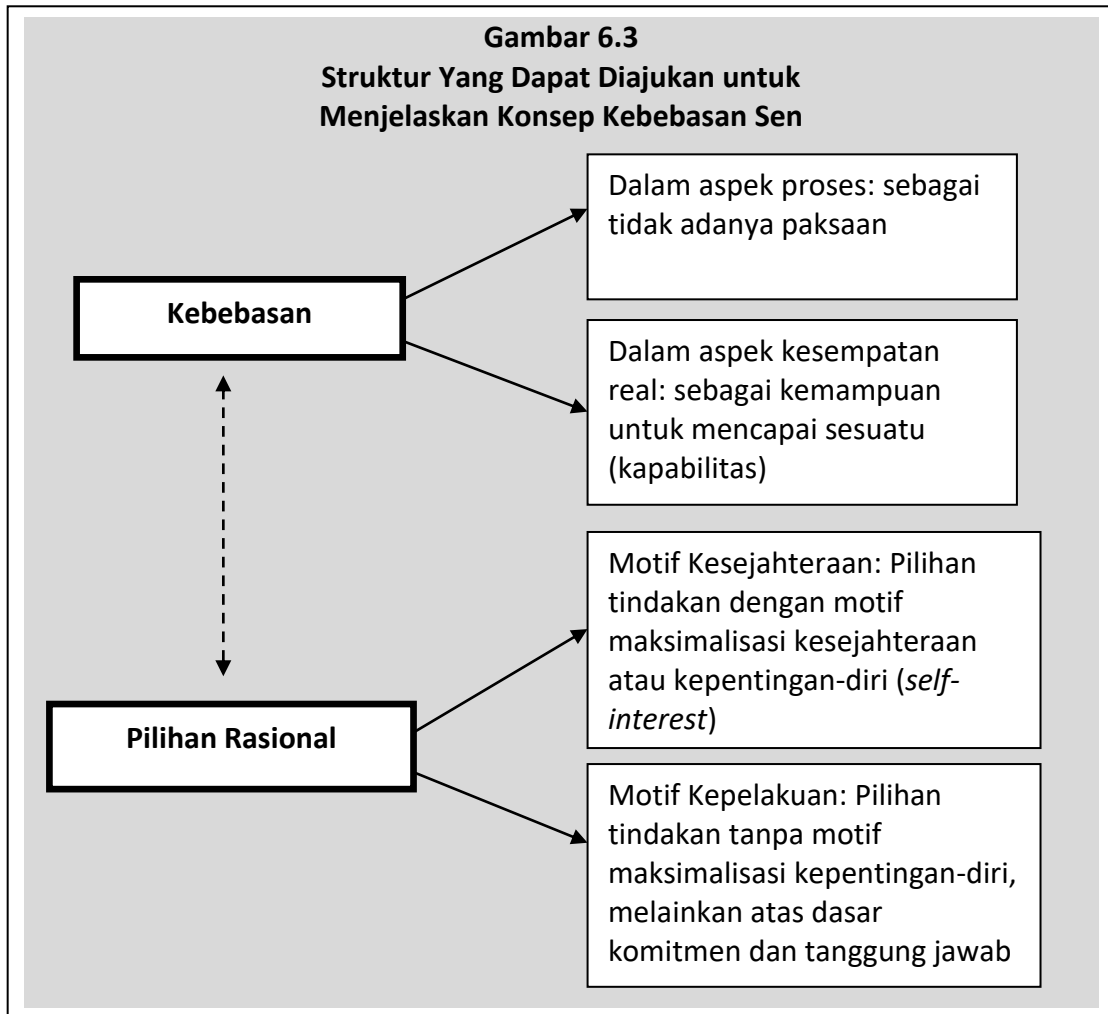 Gambar 6.3
Struktur Yang Dapat Diajukan untuk
Menjelaskan Konsep Kebebasan Sen
Dalam aspek proses: sebagai
tidak adanya paksaan
Kebebasan
Dalam aspek kesempatan
real: sebagai kemampuan
untuk mencapai sesuatu
(kapabilitas)
Motif Kesejahteraan: Pilihan
tindakan dengan motif
maksimalisasi kesejahteraan
atau kepentingan-diri (self-
interest)
Pilihan Rasional
Motif Kepelakuan: Pilihan
tindakan tanpa motif
maksimalisasi kepentingan-diri,
melainkan atas dasar
komitmen dan tanggung jawab